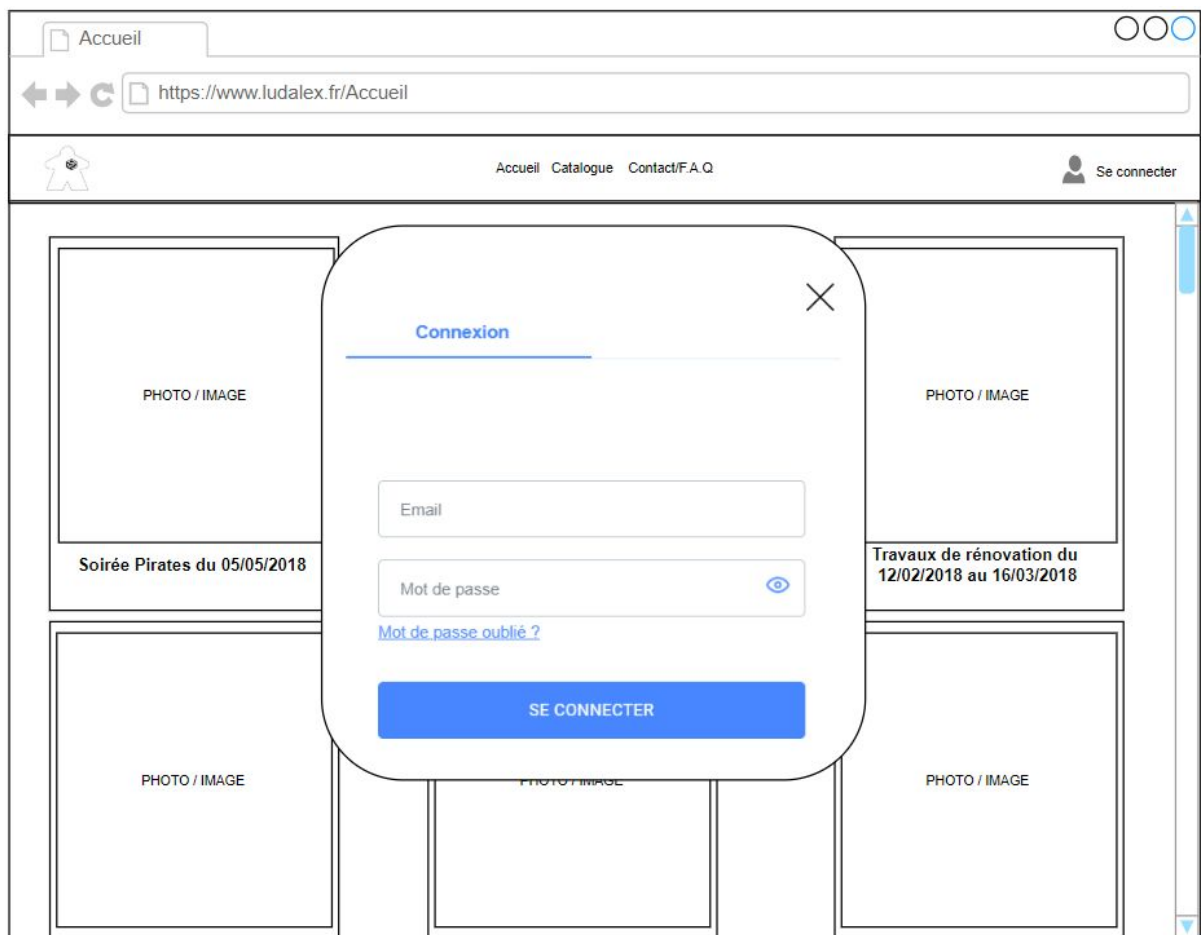 Accueil
https://www.ludalex.fr/Accueil
Accueil Catalogue Contact/F.A.Q
Se connecter
Connexion
PHOTO / IMAGE
PHOTO / IMAGE
Email
Soirée Pirates du 05/05/2018
Travaux de rénovation du
12/02/2018 au 16/03/2018
Mot de passe
Mot de passe oublié ?
SE CONNECTER
PHOTO / IMAGE
PHOTO / IMAGE
PHOTO / IMAGE